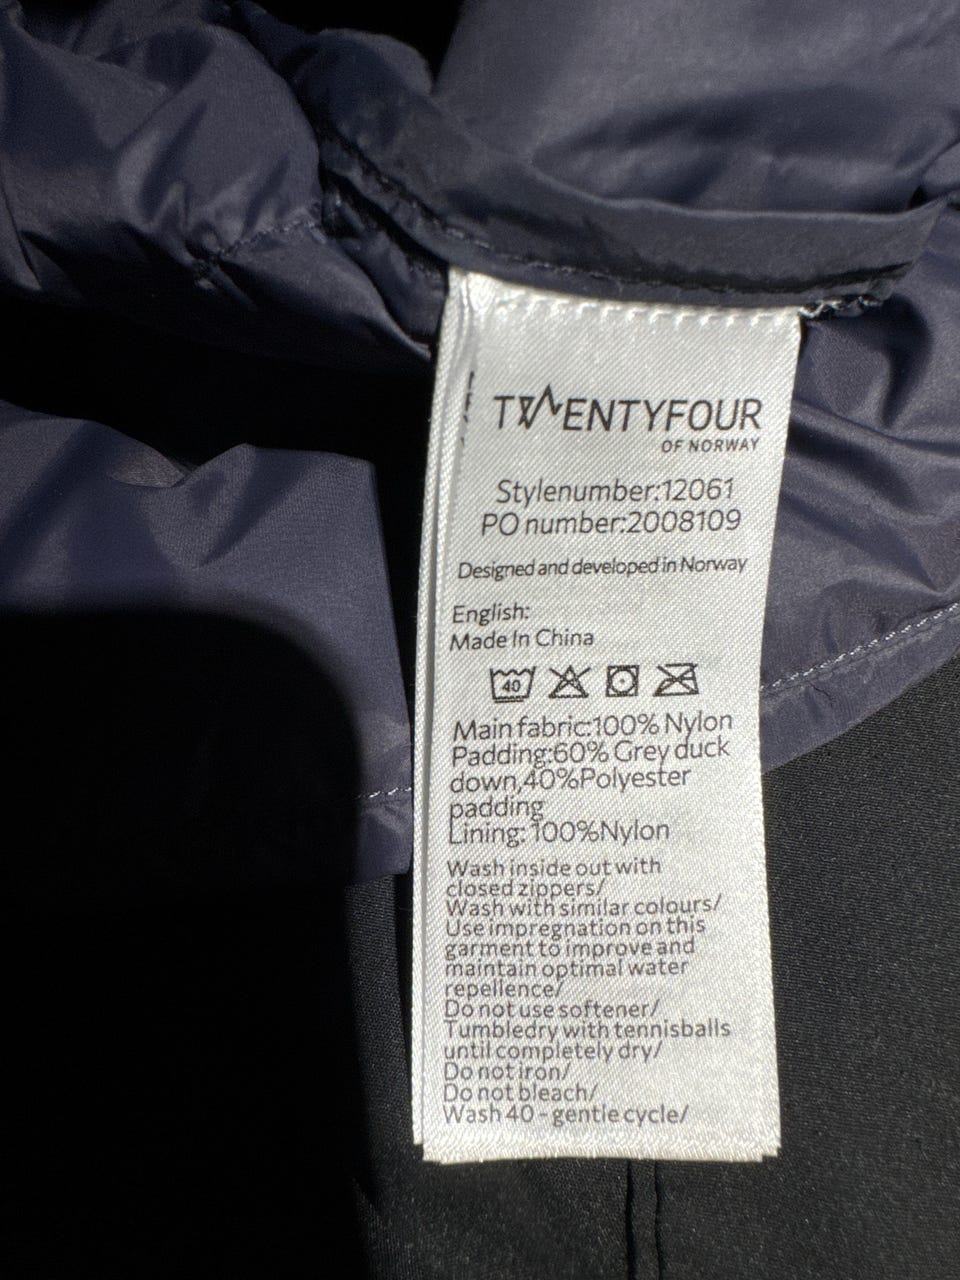 TWENTYFOUR
OF NORWAY
Stylenumber:12061
PO number:2008109
Designed and developed in Norway
English:
Made In China
40
Main fabric:100% Nylon
Padding:60% Grey duck
down,40%Polyester
padding
Lining: 100%Nylon
Wash inside out with
closed zippers/
Wash with similar colours/
Use impregnation on this
garment to improve and
maintain optimal water
repellence/
Do not use softener/
Tumbledry with tennisballs
until completely dry/
Do not iron/
Do not bleach/
Wash 40 - gentle cycle/